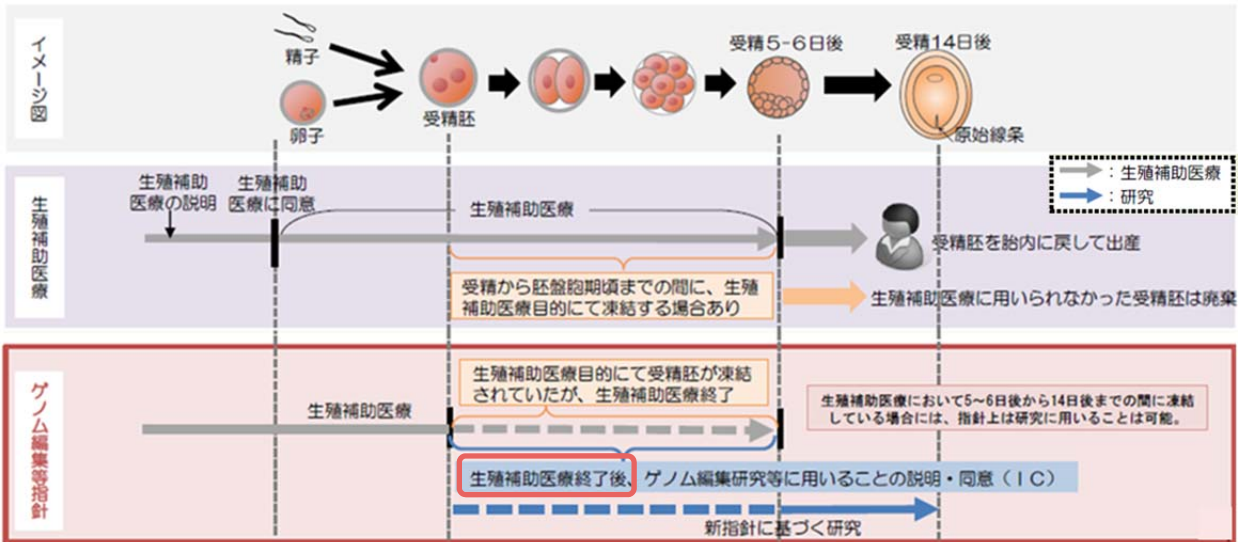 イメージ図
精子
卵子
受精胚
受精5-6日後
受精14日後
原始線条
→：生殖補助医療
→：研究
生殖補助医療
生殖補助
医療の説明
生殖補助
医療に同意
生殖補助医療
受精胚を胎内に戻して出産
受精から胚盤胞期頃までの間に、生殖
補助医療目的にて凍結する場合あり
生殖補助医療に用いられなかった受精胚は廃棄
ゲノム編集等指針
生殖補助医療
生殖補助医療目的にて受精胚が凍結
されていたが、生殖補助医療終了
生殖補助医療において5～6日後から14日後までの間に凍結
している場合には、指針上は研究に用いることは可能。
生殖補助医療終了後、ゲノム編集研究等に用いることの説明・同意（ＩＣ）
新指針に基づく研究